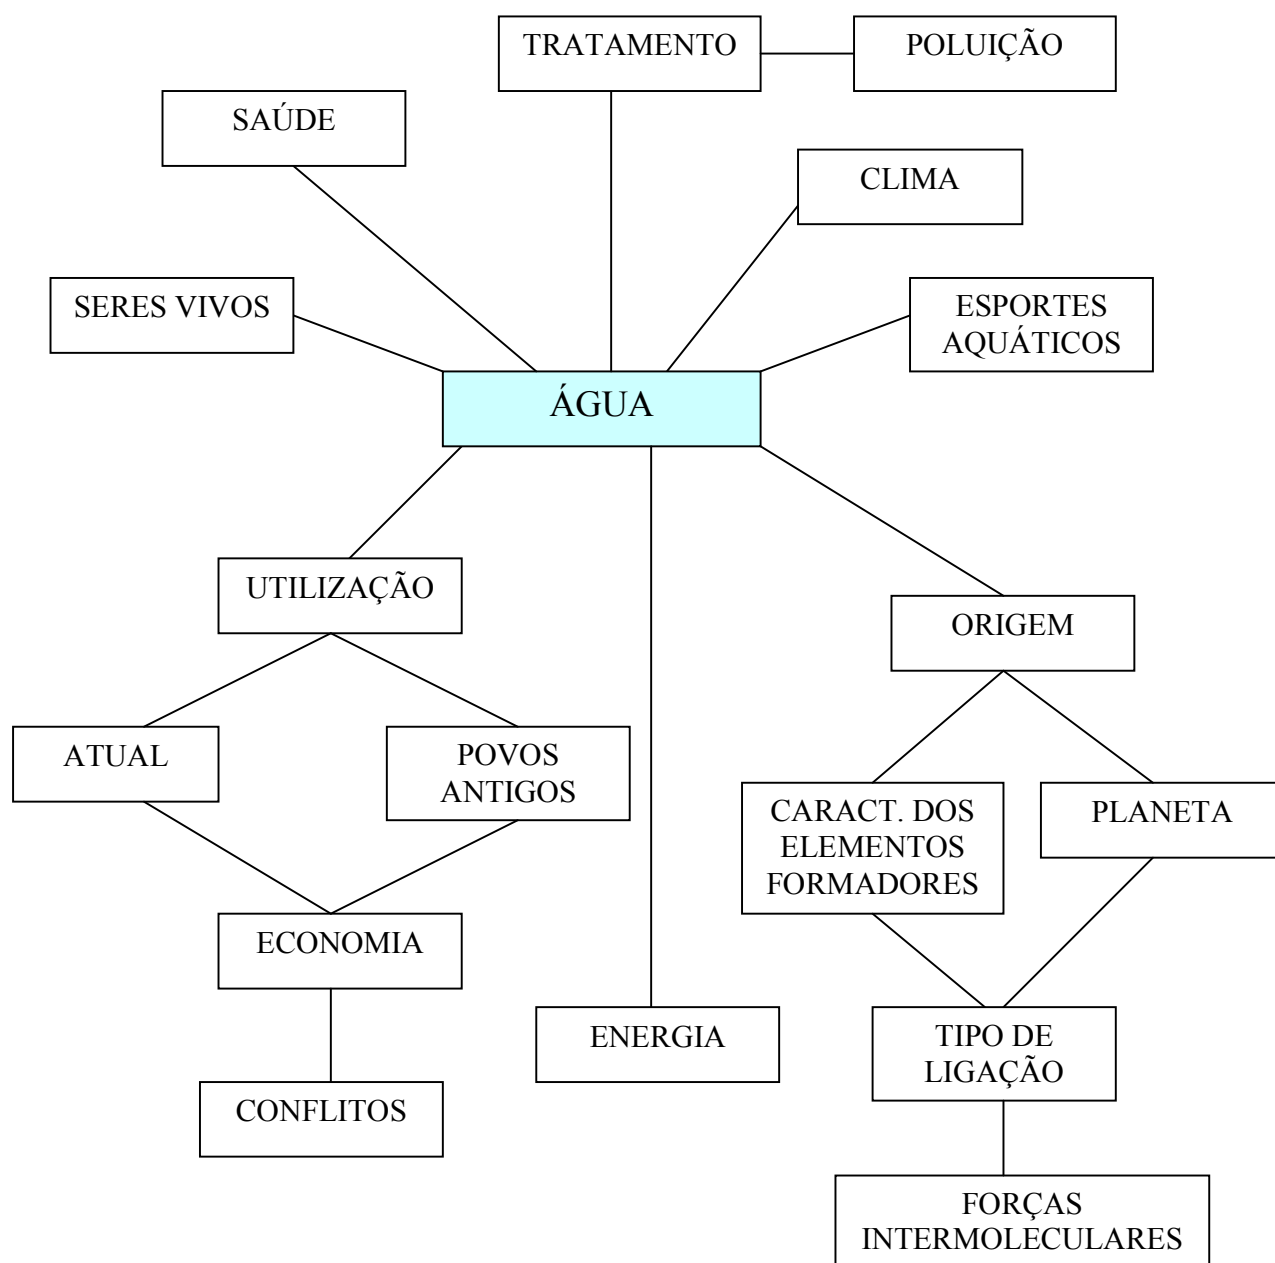 TRATAMENTO
POLUIÇÃO
SAÚDE
CLIMA
SERES VIVOS
ESPORTES
AQUÁTICOS
ÁGUA
UTILIZAÇÃO
ORIGEM
ATUAL
POVOS
ANTIGOS
CARACT. DOS
ELEMENTOS
FORMADORES
PLANETA
ECONOMIA
ENERGIA
TIPO DE
LIGAÇÃO
CONFLITOS
FORÇAS
INTERMOLECULARES